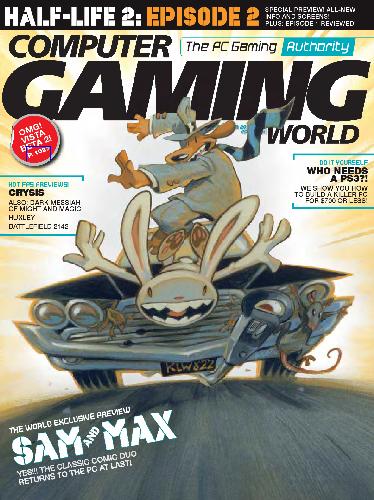 HALF-LIFE 2: EPISODE 2
SPECIAL PREVIEW! ALL-NEW
INFO AND SCREENS!
PLUS: EPISODE 1 REVIEWED
COMPUTER
The PC Gaming Authority
GAMING
WORLD
OMG!
VISTA
BETA 2!
HOT FPS PREVIEWS!
CRYSIS
ALSO: DARK MESSIAH
OF MIGHT AND MAGIC
HUXLEY
BATTLEFIELD 2142
DO IT YOURSELF
WHO NEEDS
A PS3?!
WE SHOW YOU HOW
TO BUILD A KILLER PC
FOR $700 OR LESS!
KLW822
THE WORLD EXCLUSIVE PREVIEW
SAM AND MAX
YES!!! THE CLASSIC COMIC DUO
RETURNS TO THE PC AT LAST!